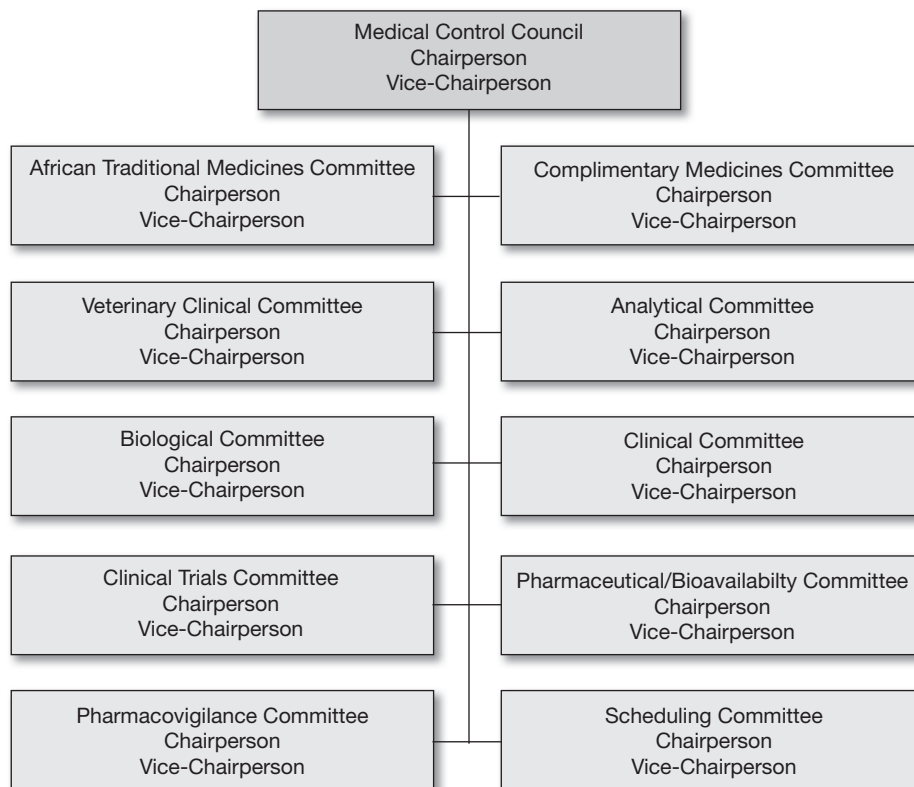 Medical Control Council
Chairperson
Vice-Chairperson
African Traditional Medicines Committee
Chairperson
Vice-Chairperson
Complimentary Medicines Committee
Chairperson
Vice-Chairperson
Veterinary Clinical Committee
Chairperson
Vice-Chairperson
Analytical Committee
Chairperson
Vice-Chairperson
Biological Committee
Chairperson
Vice-Chairperson
Clinical Committee
Chairperson
Vice-Chairperson
Clinical Trials Committee
Chairperson
Vice-Chairperson
Pharmaceutical/Bioavailabilty Committee
Chairperson
Vice-Chairperson
Pharmacovigilance Committee
Chairperson
Vice-Chairperson
Scheduling Committee
Chairperson
Vice-Chairperson